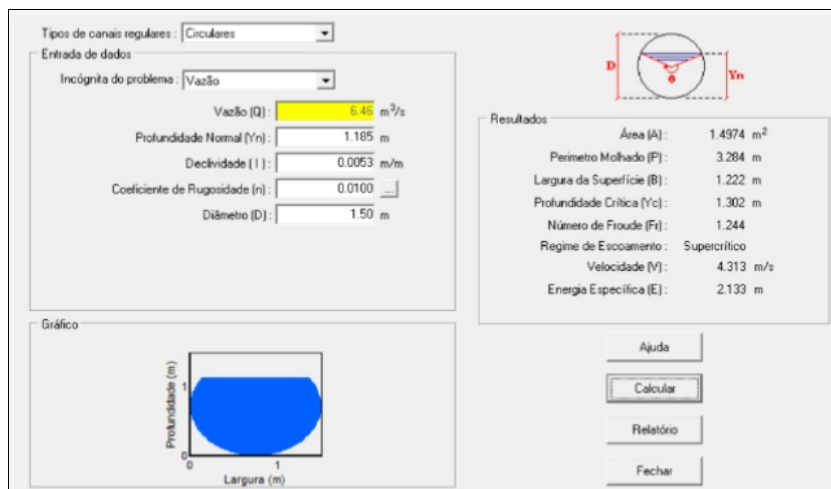 Tipos de canais regulares : Circulares
Entrada de dados
Incógnita do problema : Vazão
Vazão (Q) : 6.46 m³/s
Profundidade Normal (Yn) : 1.185 m
Declividade ( I ) : 0.0053 m/m
Coeficiente de Rugosidade (n) : 0.0100 ...
Diâmetro (D) : 1.50 m
D
θ
Yn
Resultados
Área (A) : 1.4974 m²
Perímetro Molhado (P) : 3.284 m
Largura da Superfície (B) : 1.222 m
Profundidade Crítica (Yc) : 1.302 m
Número de Froude (Fr) : 1.244
Regime de Escoamento : Supercrítico
Velocidade (V) : 4.313 m/s
Energia Específica (E) : 2.133 m
Gráfico
Profundidade (m)
1
0
0 1
Largura (m)
Ajuda
Calcular
Relatório
Fechar